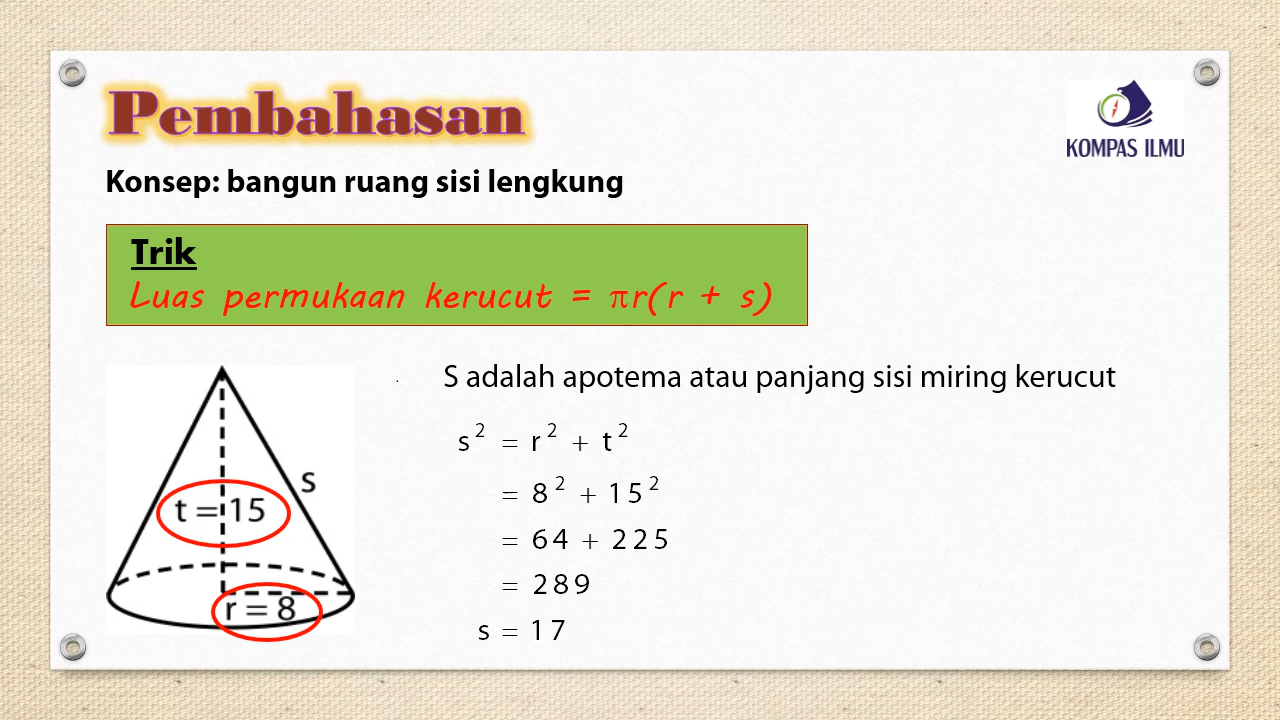 Pembahasan
KOMPAS ILMU
Konsep: bangun ruang sisi lengkung
Trik
Luas permukaan kerucut = πr(r + s)
S adalah apotema atau panjang sisi miring kerucut
s² = r² + t²
= 8² + 15²
= 64 + 225
= 289
s = 17
s
t = 15
r = 8